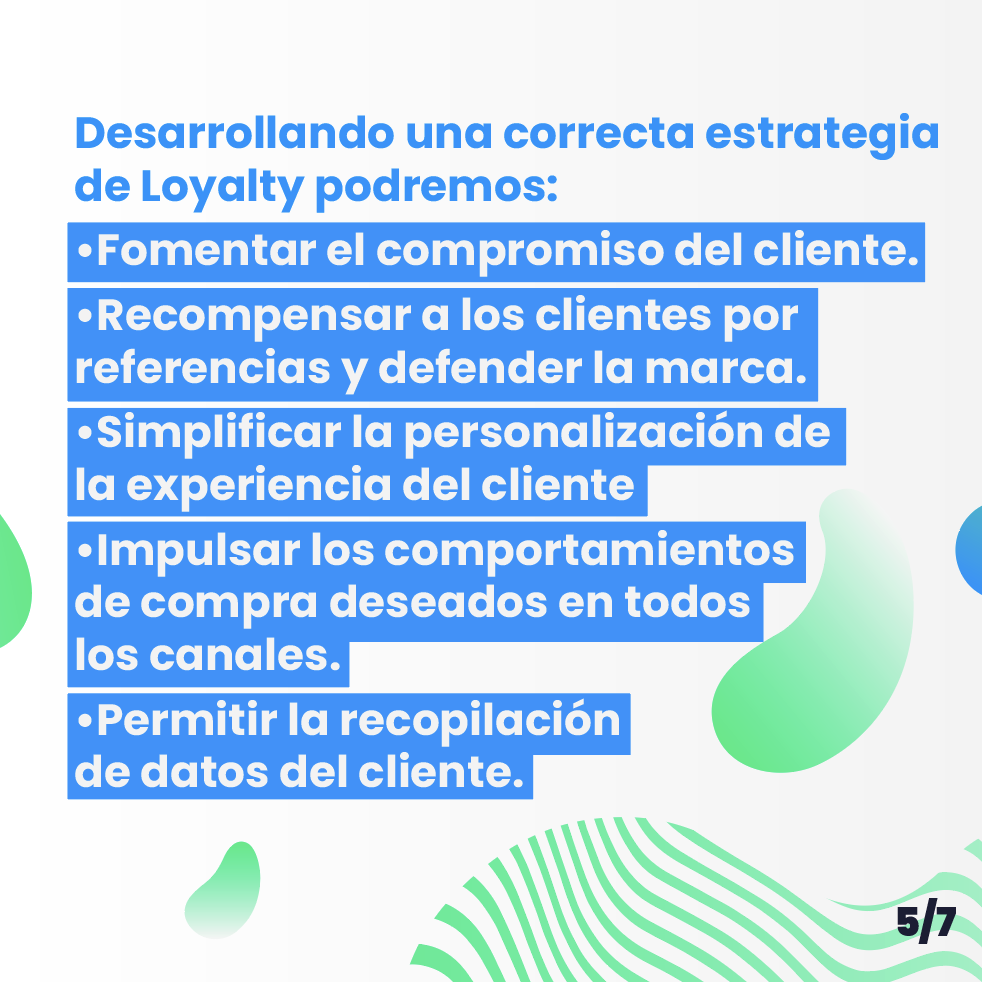 Desarrollando una correcta estrategia
de Loyalty podremos:
•Fomentar el compromiso del cliente.
•Recompensar a los clientes por
referencias y defender la marca.
•Simplificar la personalización de
la experiencia del cliente
•Impulsar los comportamientos
de compra deseados en todos
los canales.
•Permitir la recopilación
de datos del cliente.
5/7